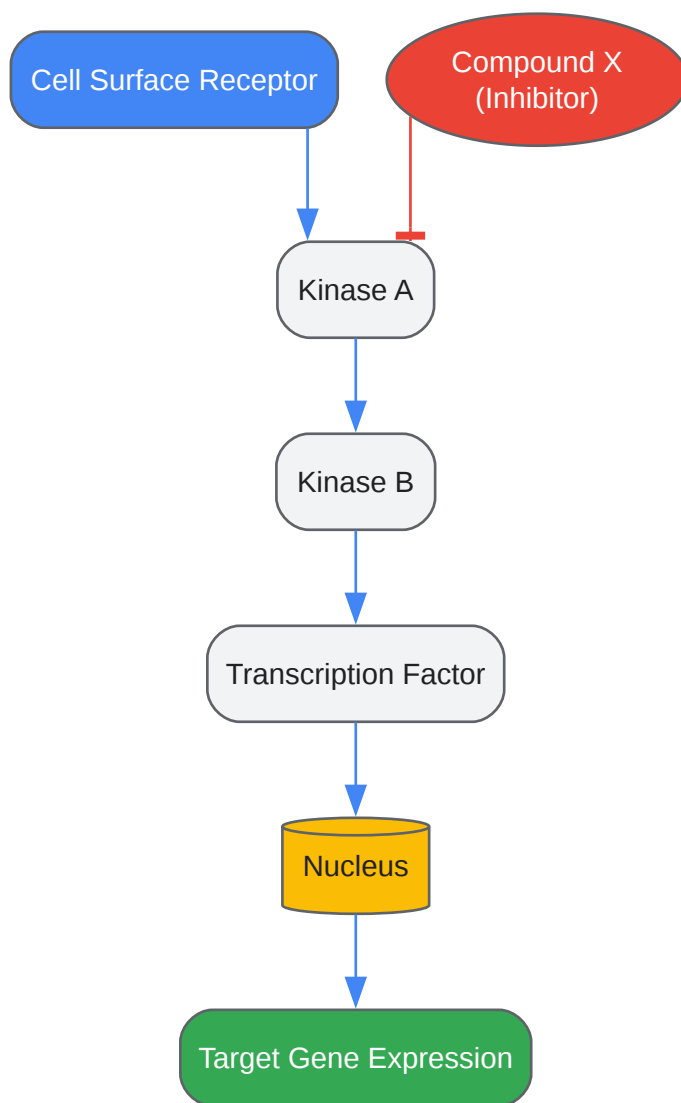 Cell Surface Receptor
Compound X
(Inhibitor)
Kinase A
Kinase B
Transcription Factor
Nucleus
Target Gene Expression